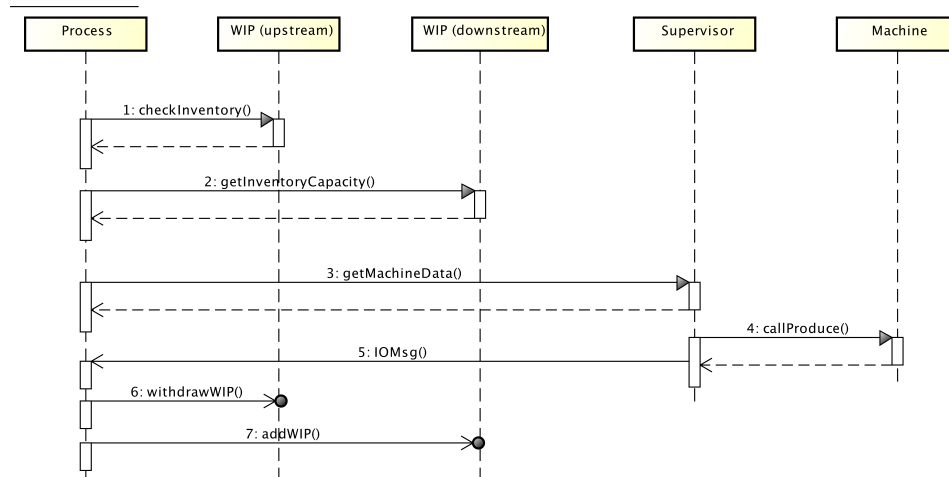 Process
WIP (upstream)
WIP (downstream)
Supervisor
Machine
1: checkInventory()
2: getInventoryCapacity()
3: getMachineData()
4: callProduce()
5: IOMsg()
6: withdrawWIP()
7: addWIP()